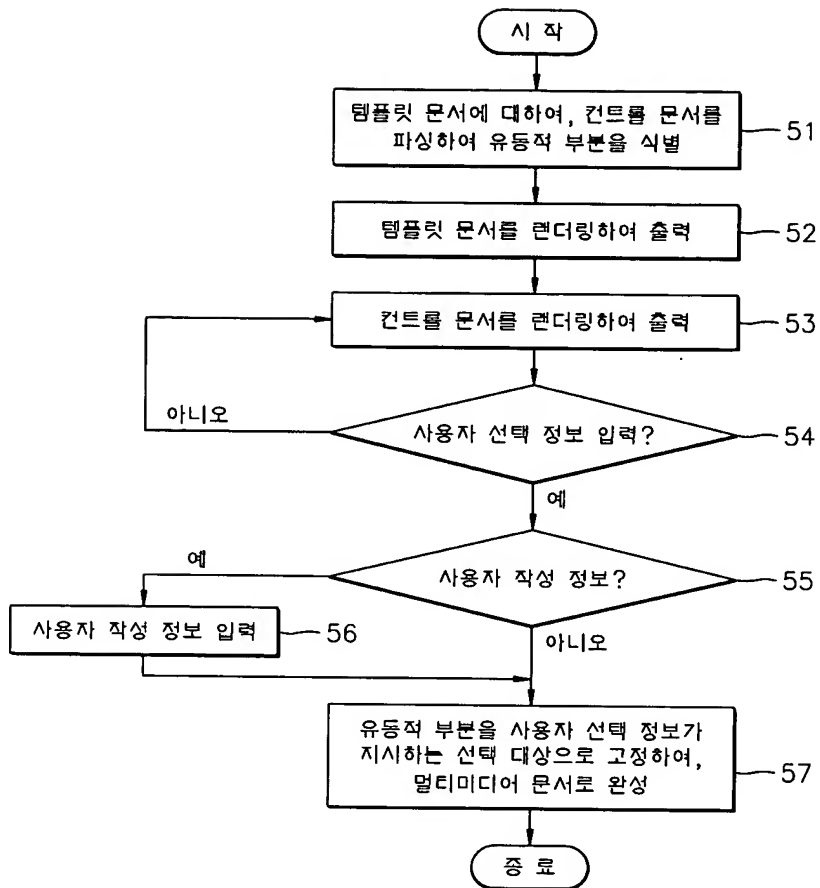 시 작
템플릿 문서에 대하여, 컨트롤 문서를
파싱하여 유동적 부분을 식별
51
템플릿 문서를 랜더링하여 출력
52
컨트롤 문서를 랜더링하여 출력
53
아니오
사용자 선택 정보 입력?
54
예
예
사용자 작성 정보?
55
사용자 작성 정보 입력
56
아니오
유동적 부분을 사용자 선택 정보가
지시하는 선택 대상으로 고정하여,
멀티미디어 문서로 완성
57
종 료